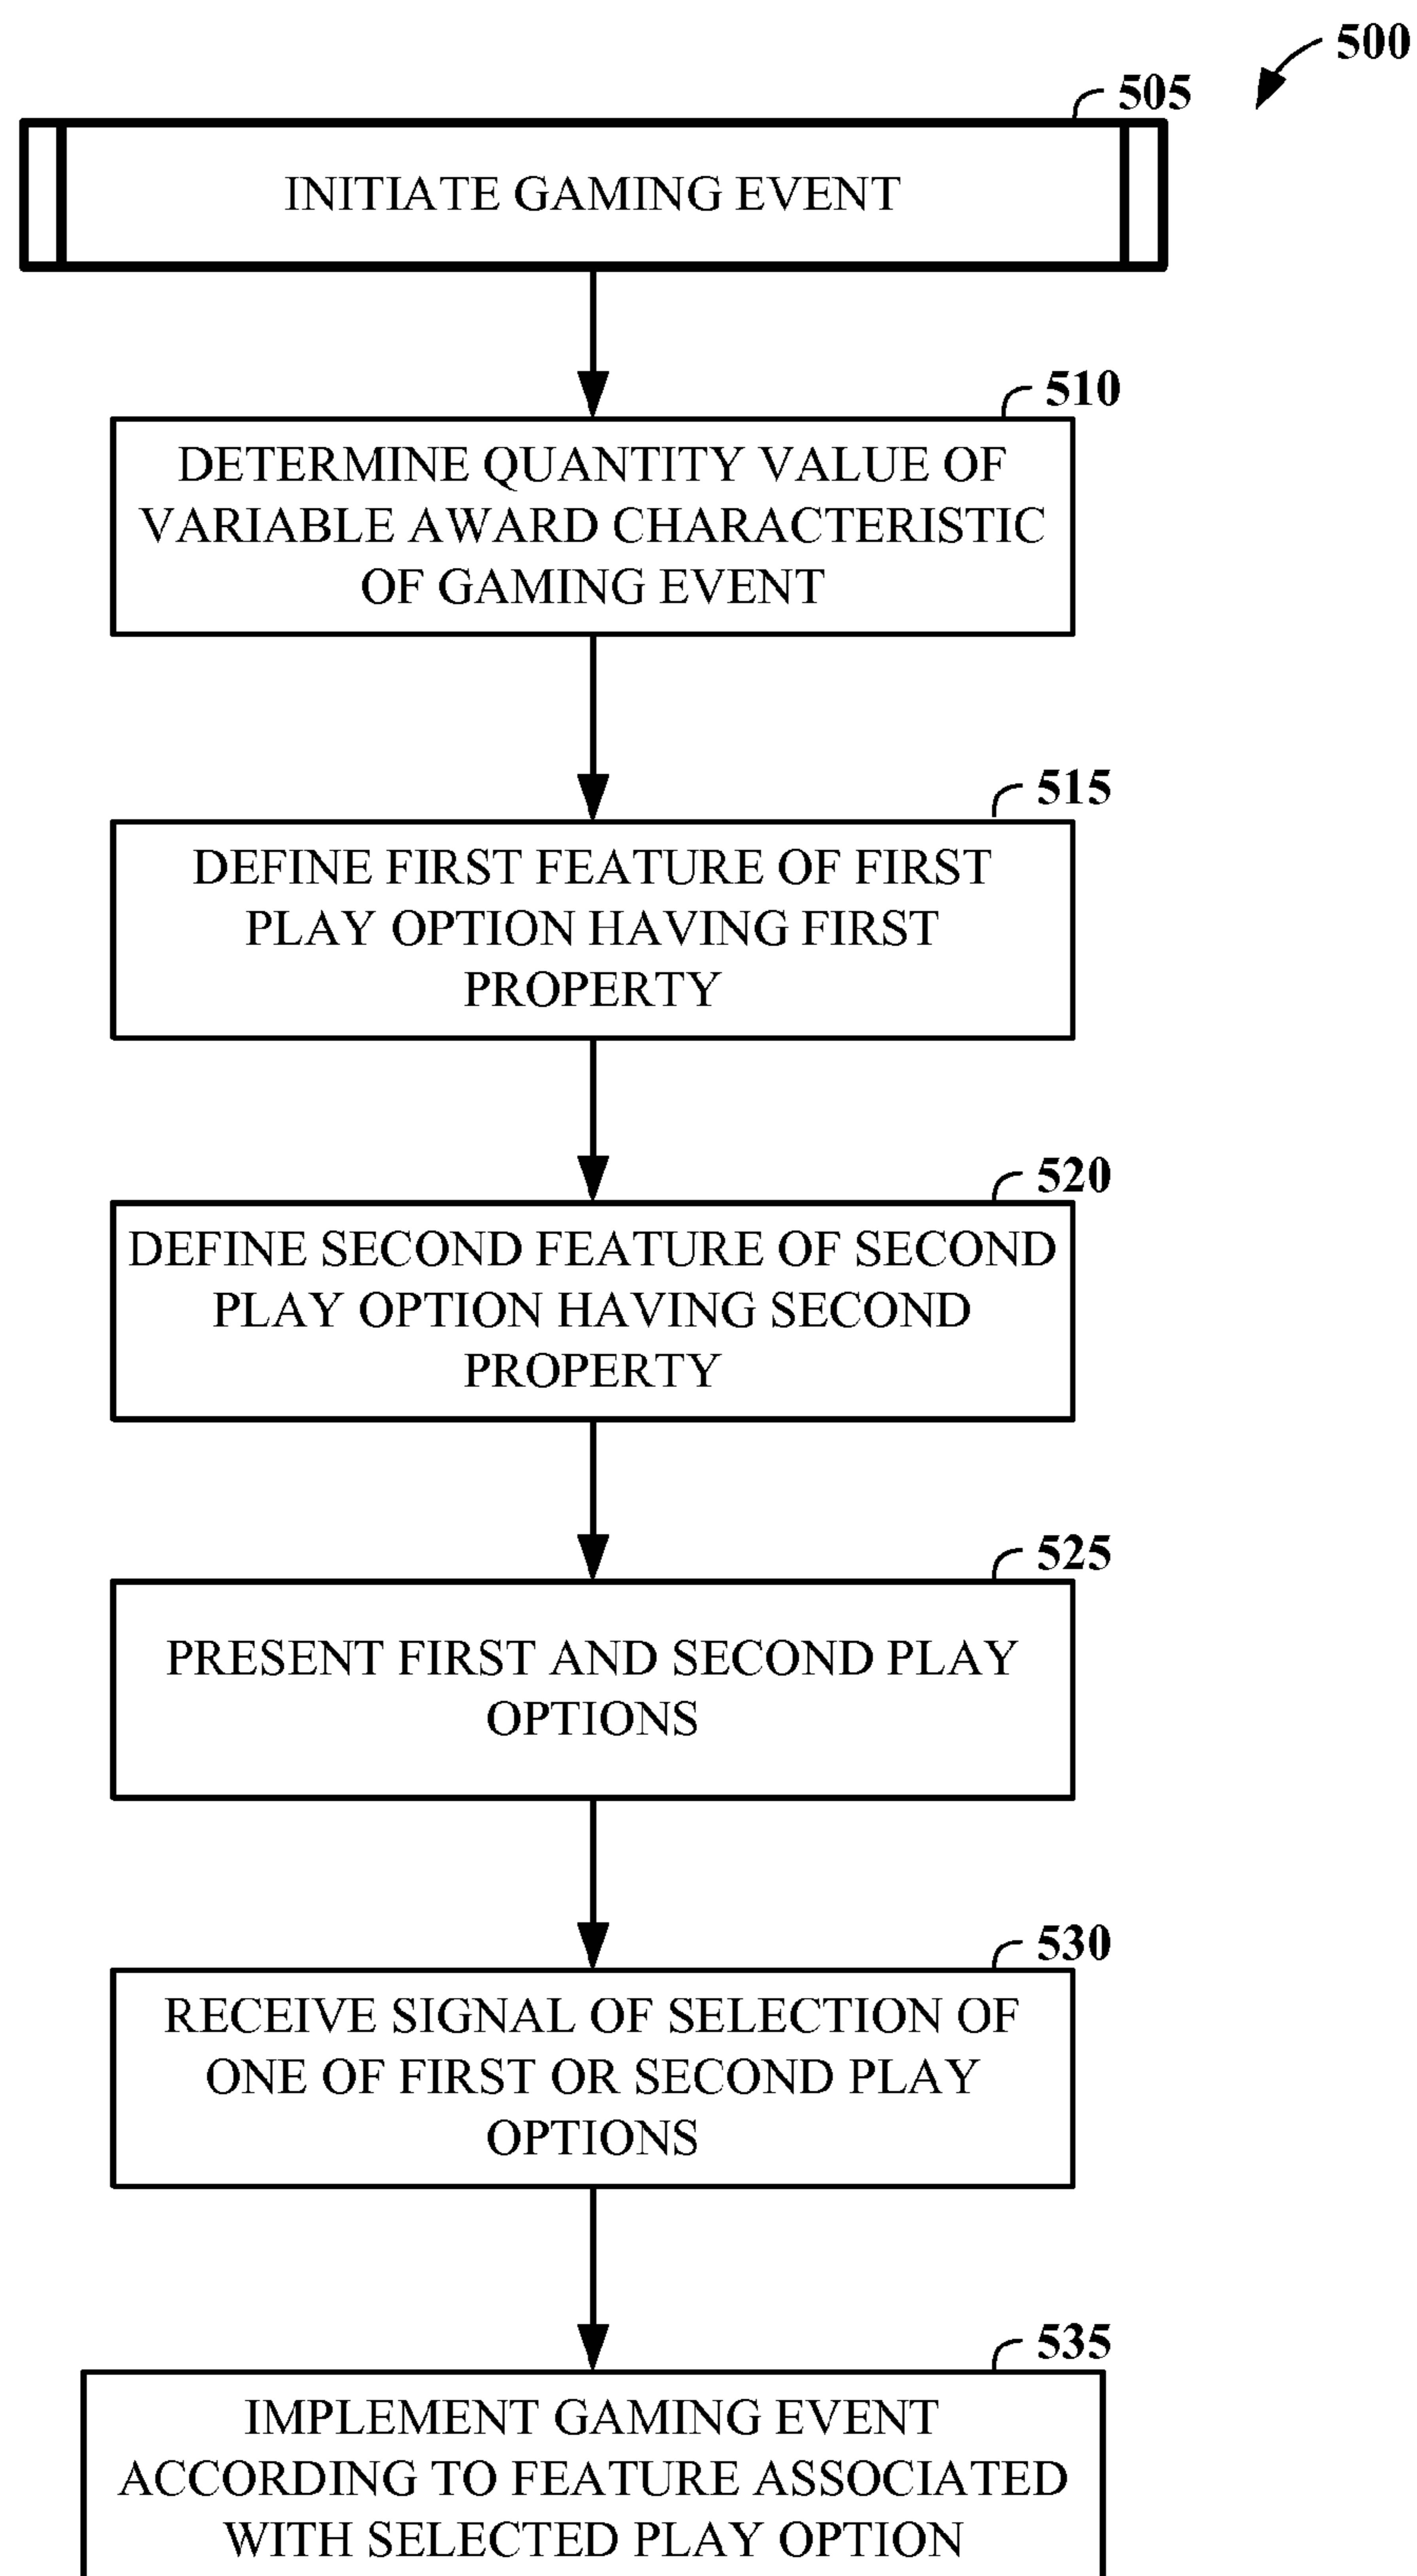 500
505
INITIATE GAMING EVENT
510
DETERMINE QUANTITY VALUE OF
VARIABLE AWARD CHARACTERISTIC
OF GAMING EVENT
515
DEFINE FIRST FEATURE OF FIRST
PLAY OPTION HAVING FIRST
PROPERTY
520
DEFINE SECOND FEATURE OF SECOND
PLAY OPTION HAVING SECOND
PROPERTY
525
PRESENT FIRST AND SECOND PLAY
OPTIONS
530
RECEIVE SIGNAL OF SELECTION OF
ONE OF FIRST OR SECOND PLAY
OPTIONS
535
IMPLEMENT GAMING EVENT
ACCORDING TO FEATURE ASSOCIATED
WITH SELECTED PLAY OPTION